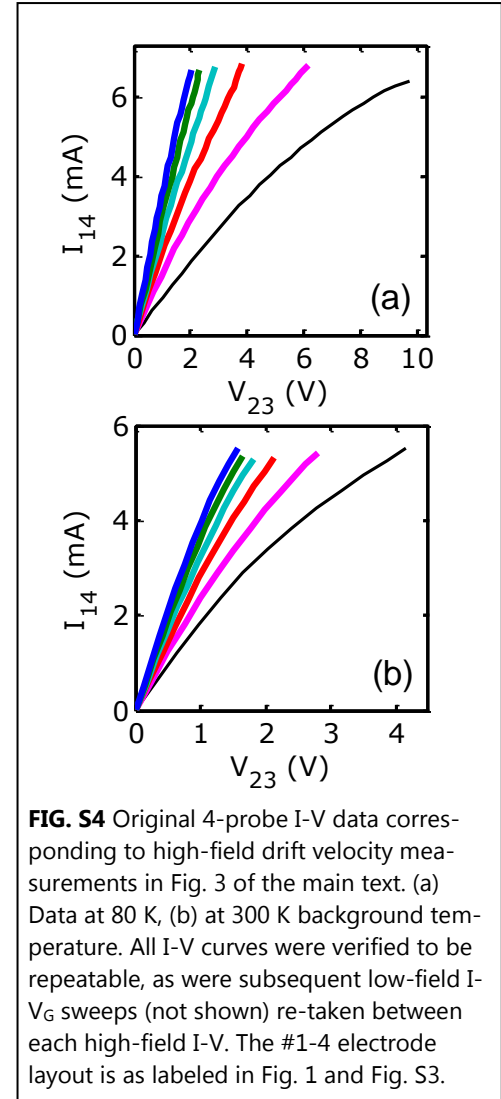 6
4
2
0
I14 (mA)
(a)
0 2 4 6 8 10
V23 (V)
6
4
2
0
I14 (mA)
(b)
0 1 2 3 4
V23 (V)
FIG. S4 Original 4-probe I-V data corres-
ponding to high-field drift velocity mea-
surements in Fig. 3 of the main text. (a)
Data at 80 K, (b) at 300 K background tem-
perature. All I-V curves were verified to be
repeatable, as were subsequent low-field I-
VG sweeps (not shown) re-taken between
each high-field I-V. The #1-4 electrode
layout is as labeled in Fig. 1 and Fig. S3.